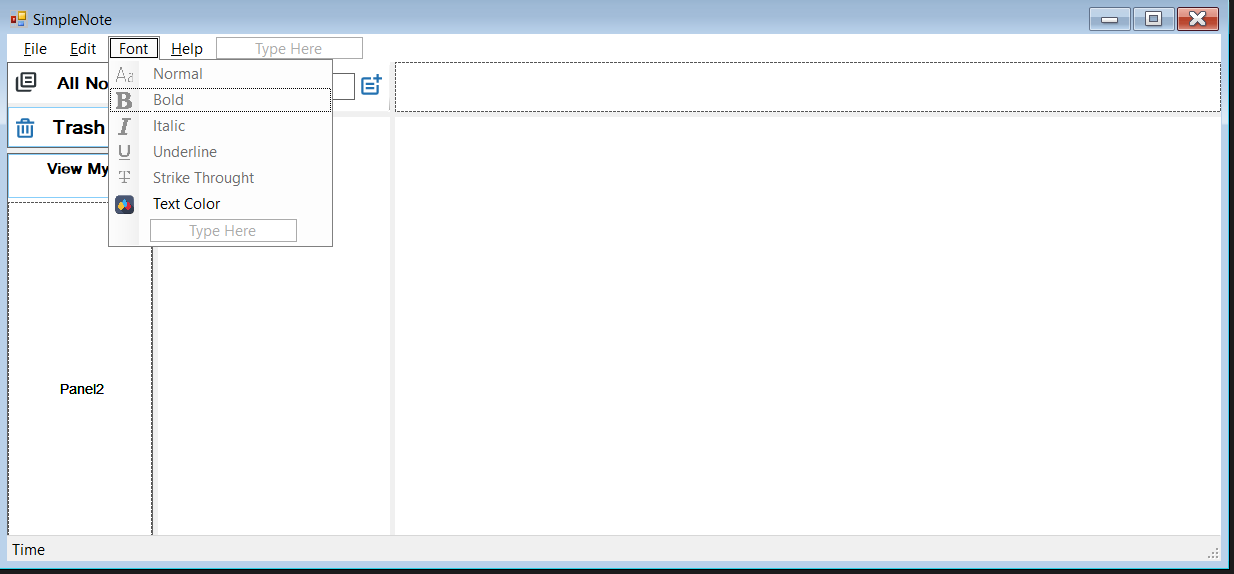 SimpleNote
File Edit Font Help Type Here
All No
Trash
View My
Aa Normal
B Bold
I Italic
U Underline
T Strike Throught
Text Color
Type Here
Panel2
Time